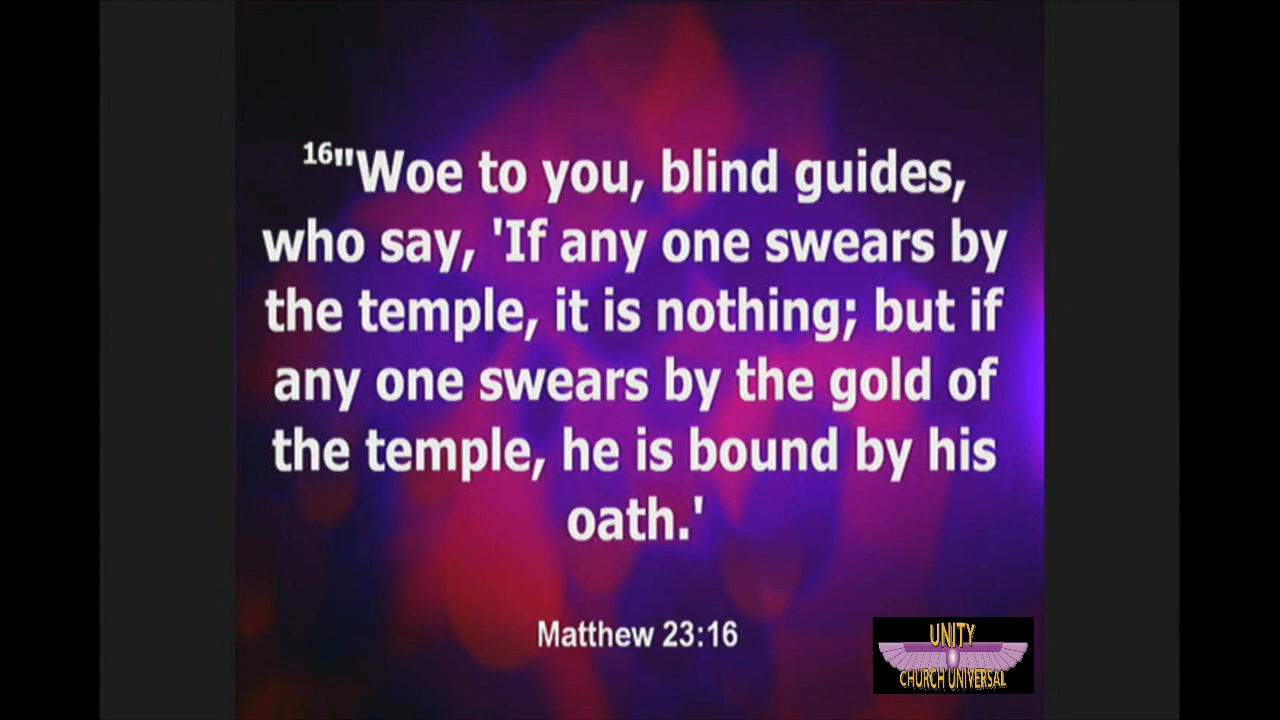 16"Woe to you, blind guides,
who say, 'If any one swears by
the temple, it is nothing; but if
any one swears by the gold of
the temple, he is bound by his
oath.'
Matthew 23:16
UNITY
CHURCH UNIVERSAL